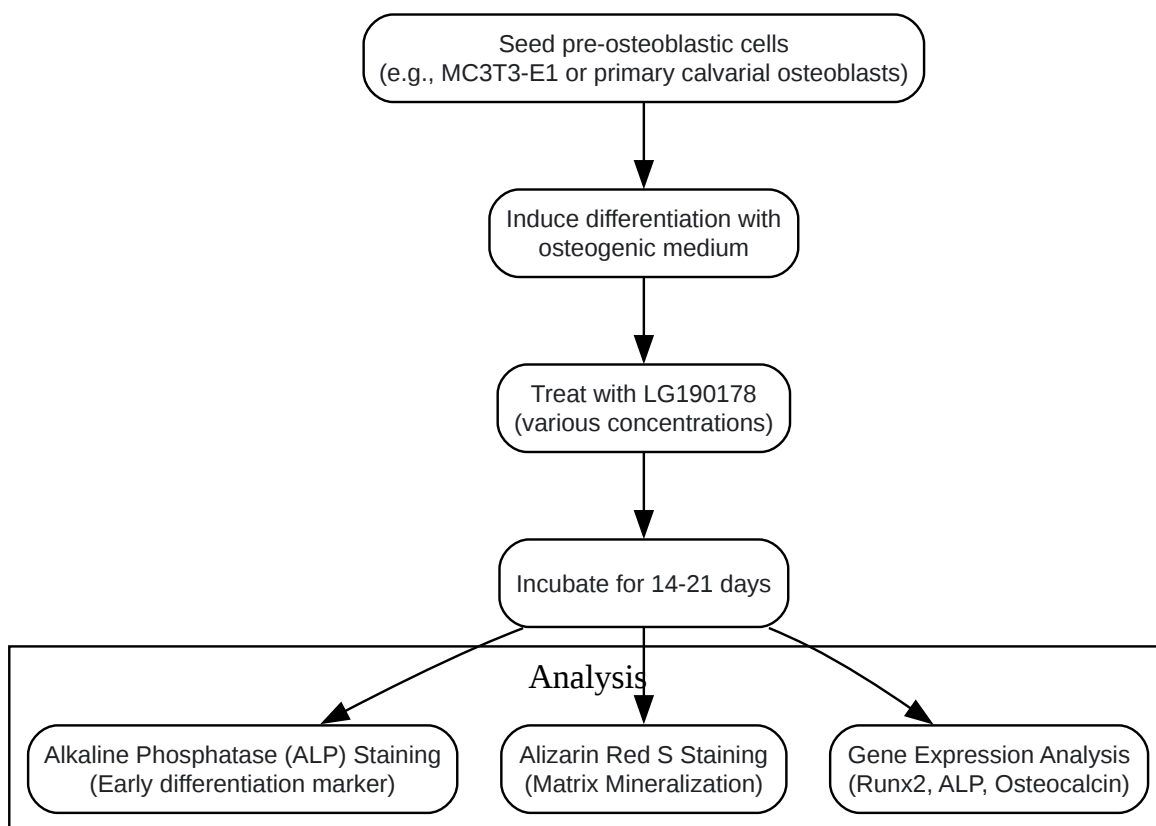 Seed pre-osteoblastic cells
(e.g., MC3T3-E1 or primary calvarial osteoblasts)
Induce differentiation with
osteogenic medium
Treat with LG190178
(various concentrations)
Incubate for 14-21 days
Analysis
Alkaline Phosphatase (ALP) Staining
(Early differentiation marker)
Alizarin Red S Staining
(Matrix Mineralization)
Gene Expression Analysis
(Runx2, ALP, Osteocalcin)